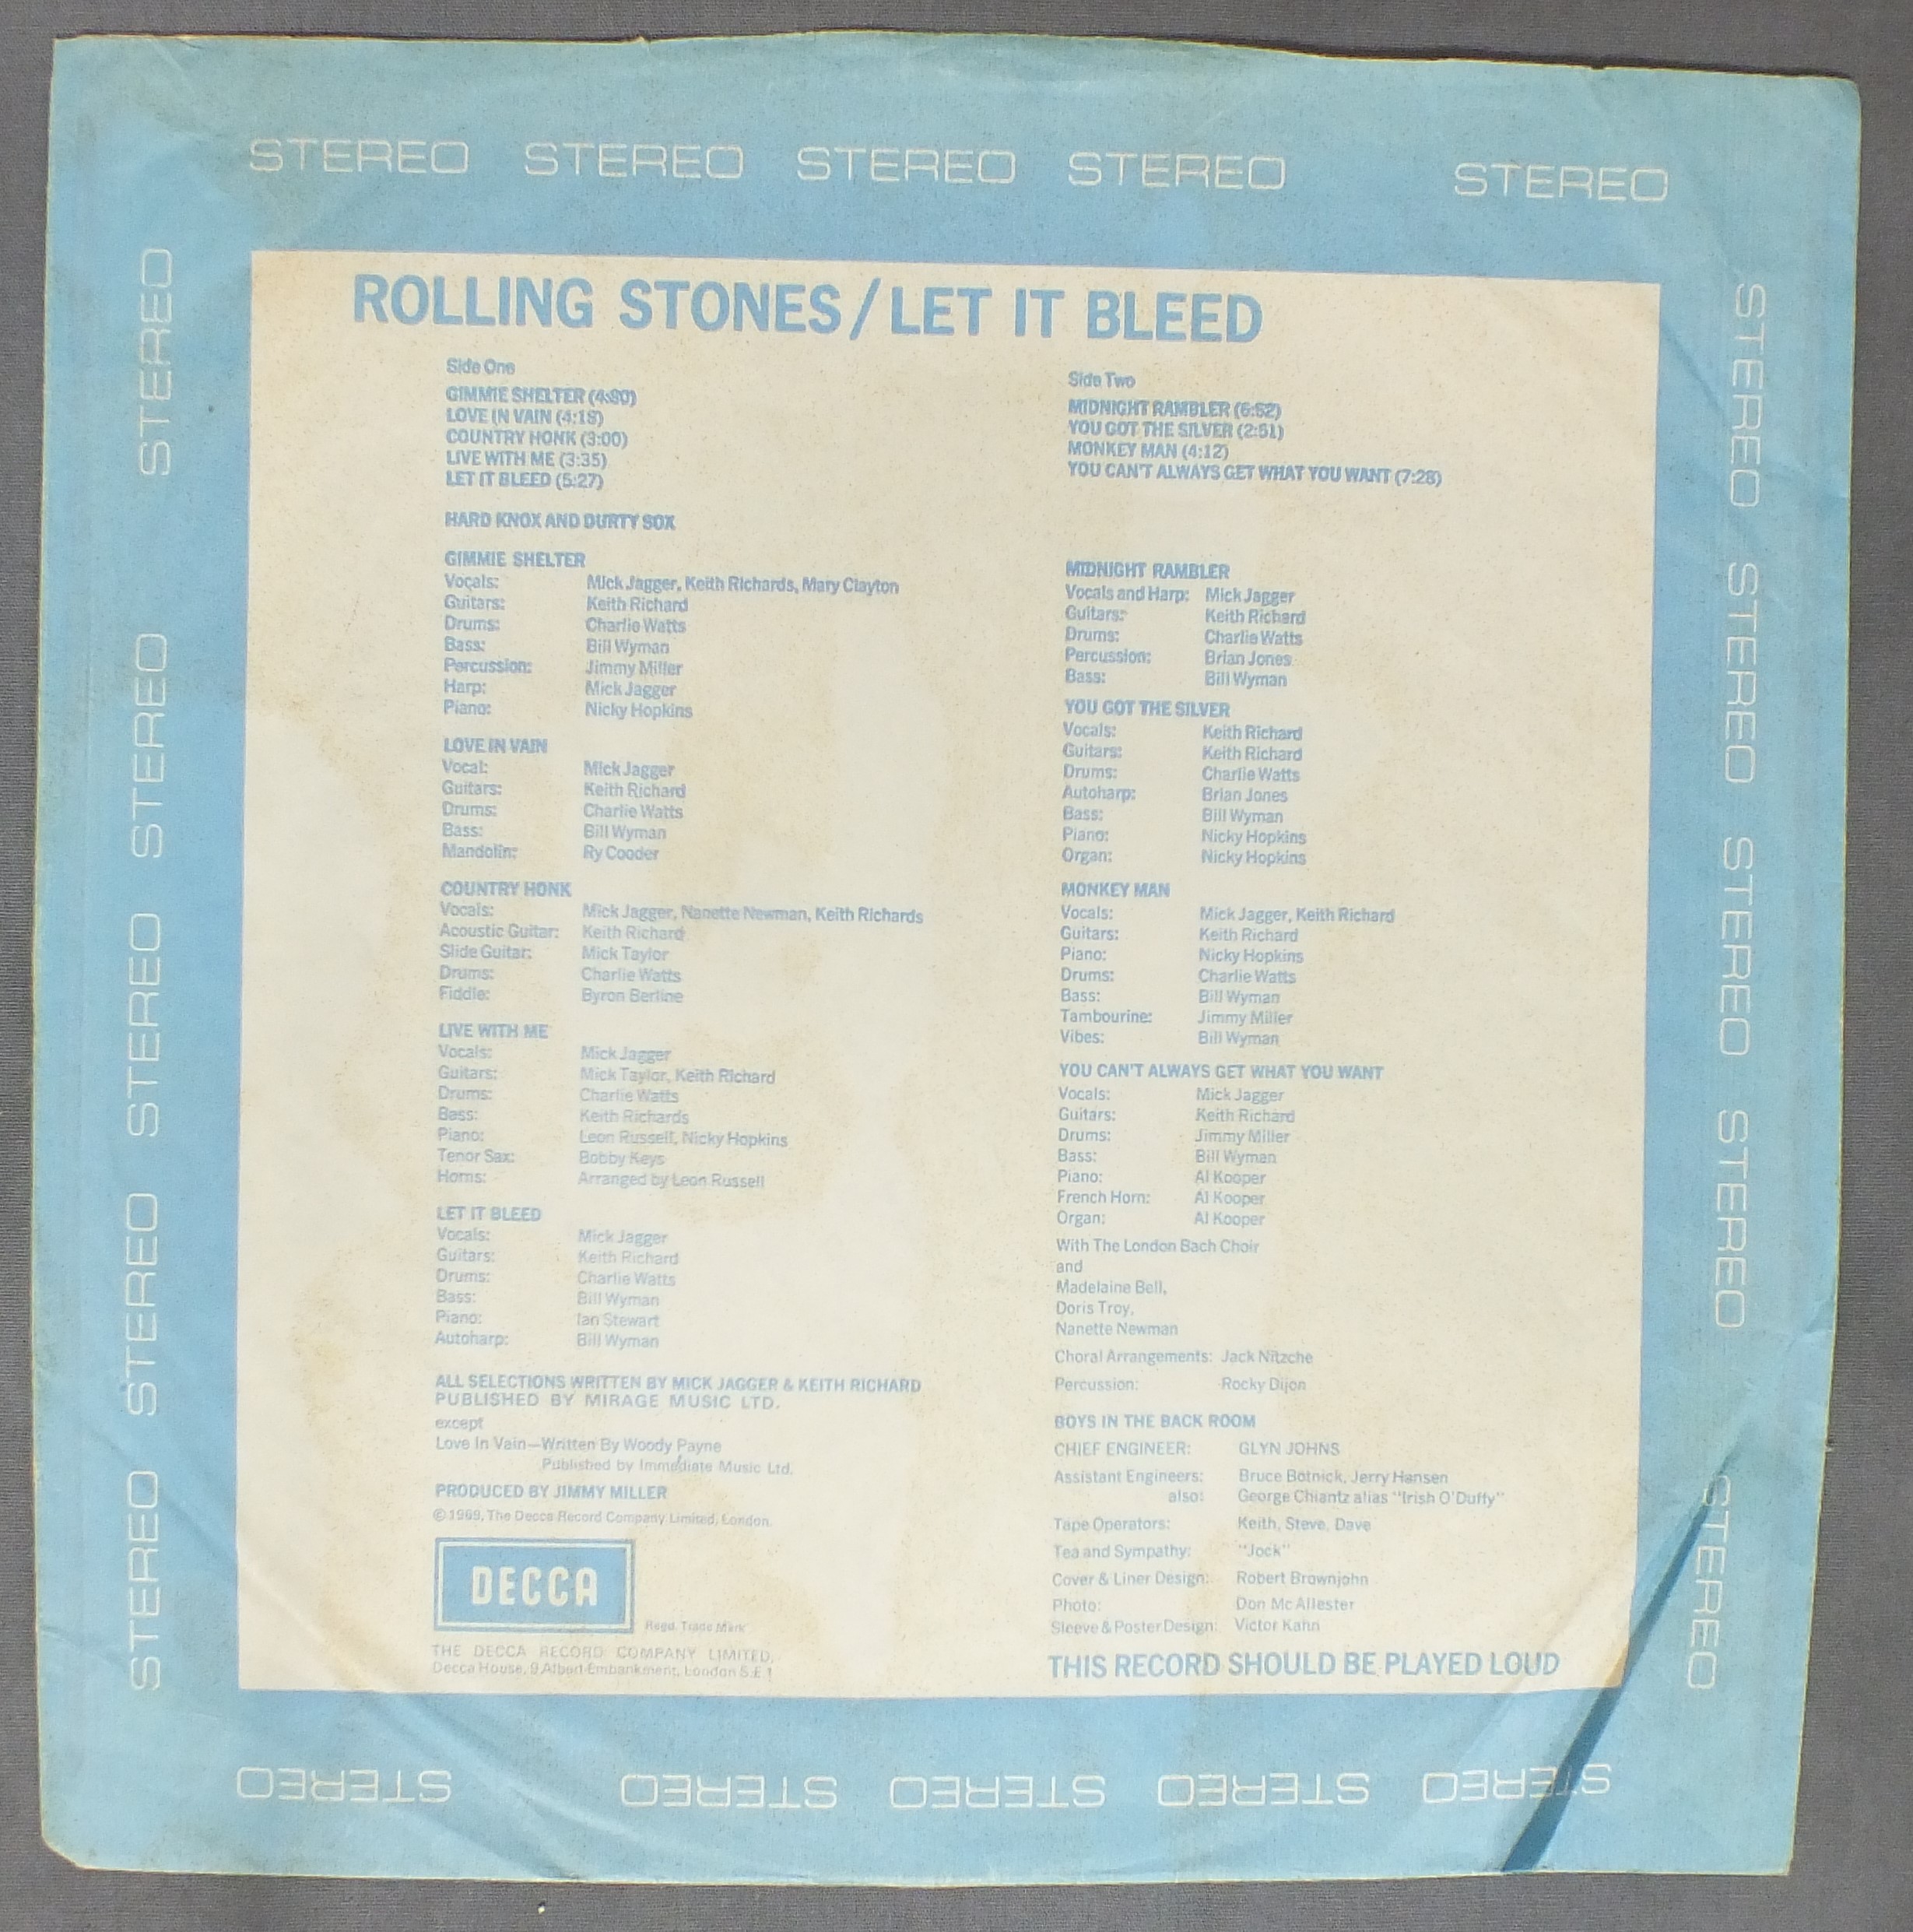 STEREO STEREO STEREO STEREO STEREO
ROLLING STONES/LET IT BLEED
Side One
GIMMIE SHELTER
LOVE IN VAIN (4:18)
COUNTRY HONK (3:00)
LIVE WITH ME (3:35)
LET IT BLEED (5:27)
HARD KNOX AND DURTY SOX
GIMMIE SHELTER
Vocals: Mick Jagger, Keith Richards, Mary Clayton
Guitars: Keith Richard
Drums: Charlie Watts
Bass: Bill Wyman
Percussion: Jimmy Miller
Harp: Mick Jagger
Piano: Nicky Hopkins
LOVE IN VAIN
Vocal: Mick Jagger
Guitars: Keith Richard
Drums: Charlie Watts
Bass: Bill Wyman
Mandolin: Ry Cooder
COUNTRY HONK
Vocals: Mick Jagger, Nanette Newman, Keith Richards
Acoustic Guitar: Keith Richard
Slide Guitar: Mick Taylor
Drums: Charlie Watts
Fiddle: Byron Berline
LIVE WITH ME
Vocals: Mick Jagger
Guitars: Mick Taylor, Keith Richard
Drums: Charlie Watts
Bass: Keith Richards
Piano: Leon Russell, Nicky Hopkins
Tenor Sax: Bobby Keys
Horns: Arranged by Leon Russell
LET IT BLEED
Vocals: Mick Jagger
Guitars: Keith Richard
Drums: Charlie Watts
Bass: Bill Wyman
Piano: Ian Stewart
Autoharp: Bill Wyman
ALL SELECTIONS WRITTEN BY MICK JAGGER & KEITH RICHARD
PUBLISHED BY MIRAGE MUSIC LTD.
except
Love In Vain—Written By Woody Payne
Published by Immediate Music Ltd.
PRODUCED BY JIMMY MILLER
© 1969, The Decca Record Company Limited, London.
DECCA
Regd. Trade Mark
THE DECCA RECORD COMPANY LIMITED,
Decca House, 9 Albert Embankment, London S.E.1
Side Two
MIDNIGHT RAMBLER (6:52)
YOU GOT THE SILVER (2:51)
MONKEY MAN (4:12)
YOU CAN'T ALWAYS GET WHAT YOU WANT (7:28)
MIDNIGHT RAMBLER
Vocals and Harp: Mick Jagger
Guitars: Keith Richard
Drums: Charlie Watts
Percussion: Brian Jones
Bass: Bill Wyman
YOU GOT THE SILVER
Vocals: Keith Richard
Guitars: Keith Richard
Drums: Charlie Watts
Autoharp: Brian Jones
Bass: Bill Wyman
Piano: Nicky Hopkins
Organ: Nicky Hopkins
MONKEY MAN
Vocals: Mick Jagger, Keith Richard
Guitars: Keith Richard
Piano: Nicky Hopkins
Drums: Charlie Watts
Bass: Bill Wyman
Tambourine: Jimmy Miller
Vibes: Bill Wyman
YOU CAN'T ALWAYS GET WHAT YOU WANT
Vocals: Mick Jagger
Guitars: Keith Richard
Drums: Jimmy Miller
Bass: Bill Wyman
Piano: Al Kooper
French Horn: Al Kooper
Organ: Al Kooper
With The London Bach Choir
and
Madelaine Bell,
Doris Troy,
Nanette Newman
Choral Arrangements: Jack Nitzche
Percussion: Rocky Dijon
BOYS IN THE BACK ROOM
CHIEF ENGINEER: GLYN JOHNS
Assistant Engineers: Bruce Botnick, Jerry Hansen
also: George Chiantz alias "Irish O'Duffy"
Tape Operators: Keith, Steve, Dave
Tea and Sympathy: "Jock"
Cover & Liner Design: Robert Brownjohn
Photo: Don Mc Allester
Sleeve & Poster Design: Victor Kahn
THIS RECORD SHOULD BE PLAYED LOUD
STEREO STEREO STEREO STEREO STEREO
STEREO STEREO STEREO STEREO STEREO
STEREO STEREO STEREO STEREO STEREO